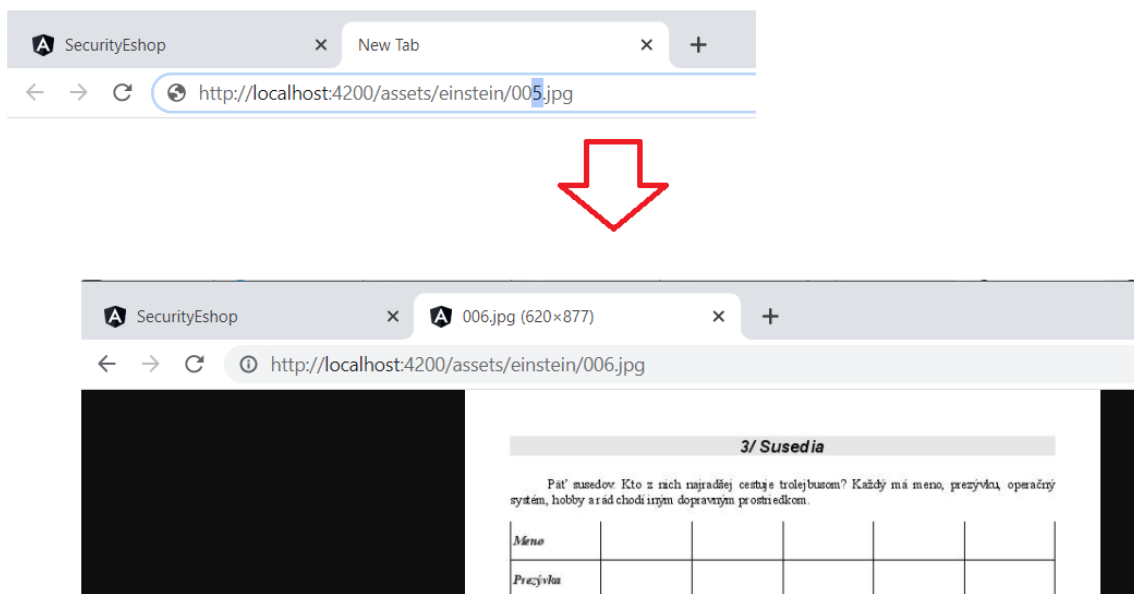 SecurityEshop
New Tab
http://localhost:4200/assets/einstein/005.jpg
SecurityEshop
006.jpg (620×877)
http://localhost:4200/assets/einstein/006.jpg
3/ Susedia
Päť susedov. Kto z nich najradšej cestuje trolejbusom? Každý má meno, prezývku, operačný
systém, hobby a rád chodí iným dopravným prostriedkom.
Meno
Prezývka